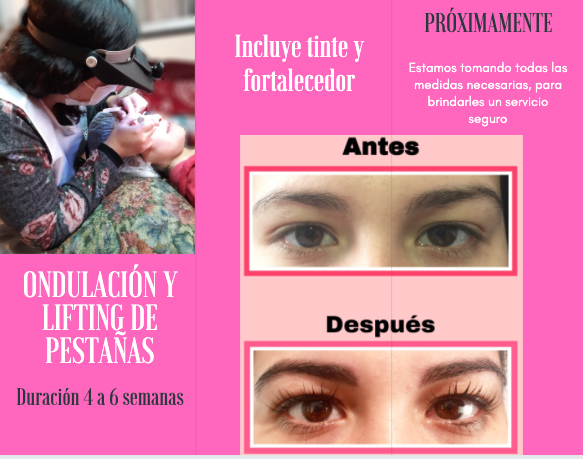 ONDULACIÓN Y
LIFTING DE
PESTAÑAS
Duración 4 a 6 semanas
Incluye tinte y
fortalecedor
Antes
Después
PRÓXIMAMENTE
Estamos tomando todas las
medidas necesarias, para
brindarles un servicio
seguro